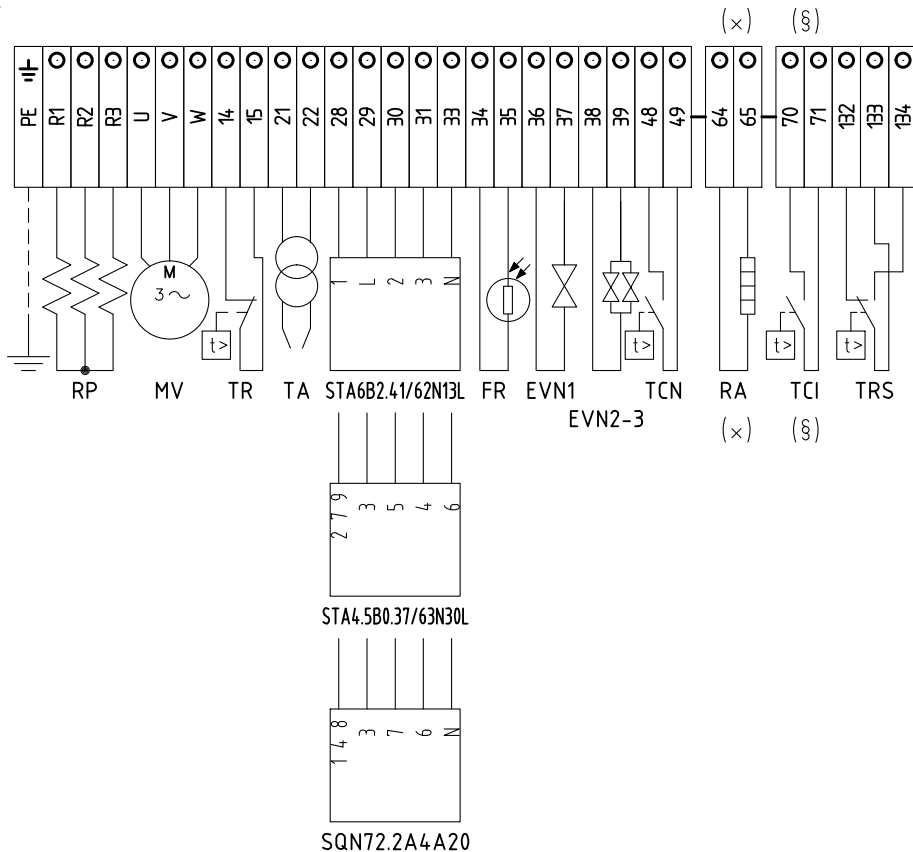 (×) (§)
PE R1 R2 R3 U V W 14 15 21 22 28 29 30 31 33 34 35 36 37 38 39 48 49 64 65 70 71 132 133 134
M
3~
1 L 2 3 N
t> t> t> t>
RP MV TR TA STA6B2.41/62N13L FR EVN1 TCN RA TCI TRS
EVN2-3
(×) (§)
2 7 9 3 5 4 6
STA4.5B0.37/63N30L
1 4 8 3 7 6 N
SQN72.2A4A20